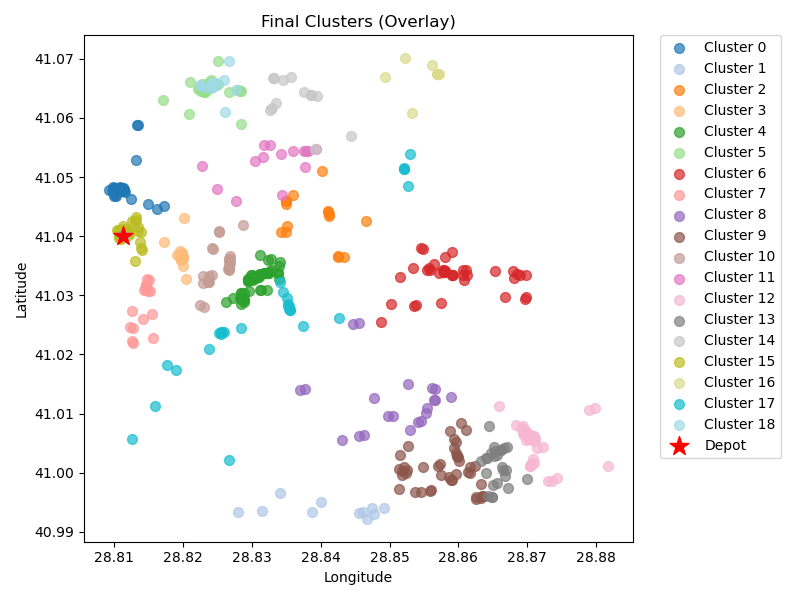 Final Clusters (Overlay)
Latitude
41.07
41.06
41.05
41.04
41.03
41.02
41.01
41.00
40.99
28.81 28.82 28.83 28.84 28.85 28.86 28.87 28.88
Longitude
Cluster 0
Cluster 1
Cluster 2
Cluster 3
Cluster 4
Cluster 5
Cluster 6
Cluster 7
Cluster 8
Cluster 9
Cluster 10
Cluster 11
Cluster 12
Cluster 13
Cluster 14
Cluster 15
Cluster 16
Cluster 17
Cluster 18
Depot